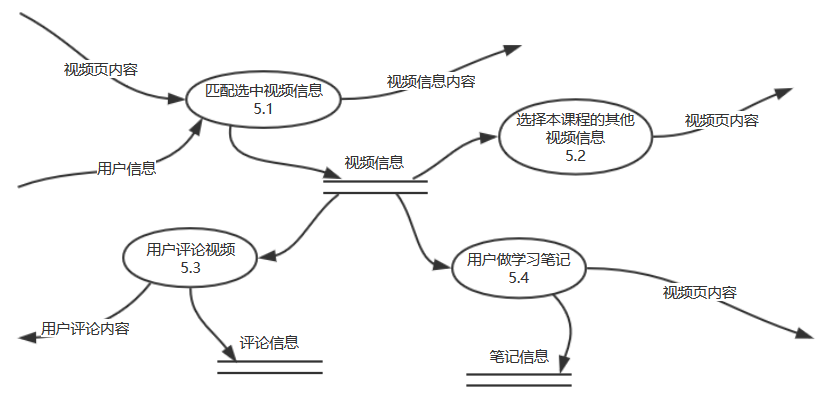 视频页内容
匹配选中视频信息
5.1
视频信息内容
选择本课程的其他
视频信息
5.2
视频页内容
用户信息
视频信息
用户评论视频
5.3
用户做学习笔记
5.4
视频页内容
用户评论内容
评论信息
笔记信息